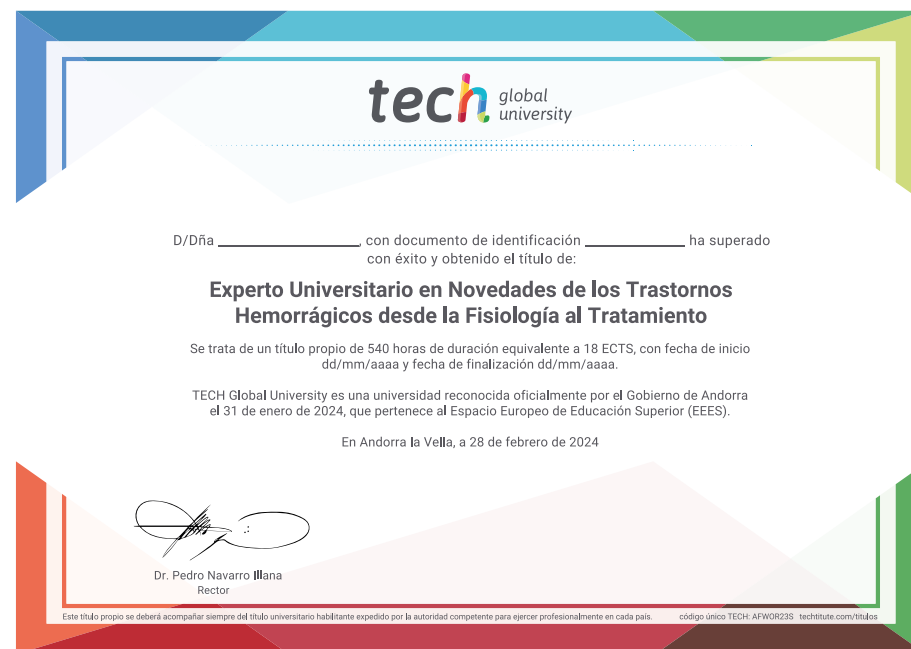 tech global university
D/Dña ____________, con documento de identificación ____________ ha superado
con éxito y obtenido el título de:
Experto Universitario en Novedades de los Trastornos
Hemorrágicos desde la Fisiología al Tratamiento
Se trata de un título propio de 540 horas de duración equivalente a 18 ECTS, con fecha de inicio
dd/mm/aaaa y fecha de finalización dd/mm/aaaa.
TECH Global University es una universidad reconocida oficialmente por el Gobierno de Andorra
el 31 de enero de 2024, que pertenece al Espacio Europeo de Educación Superior (EEES).
En Andorra la Vella, a 28 de febrero de 2024
Dr. Pedro Navarro Illana
Rector
Este título propio se deberá acompañar siempre del título universitario habilitante expedido por la autoridad competente para ejercer profesionalmente en cada país. código único TECH: AFWOR23S techtitute.com/titulos